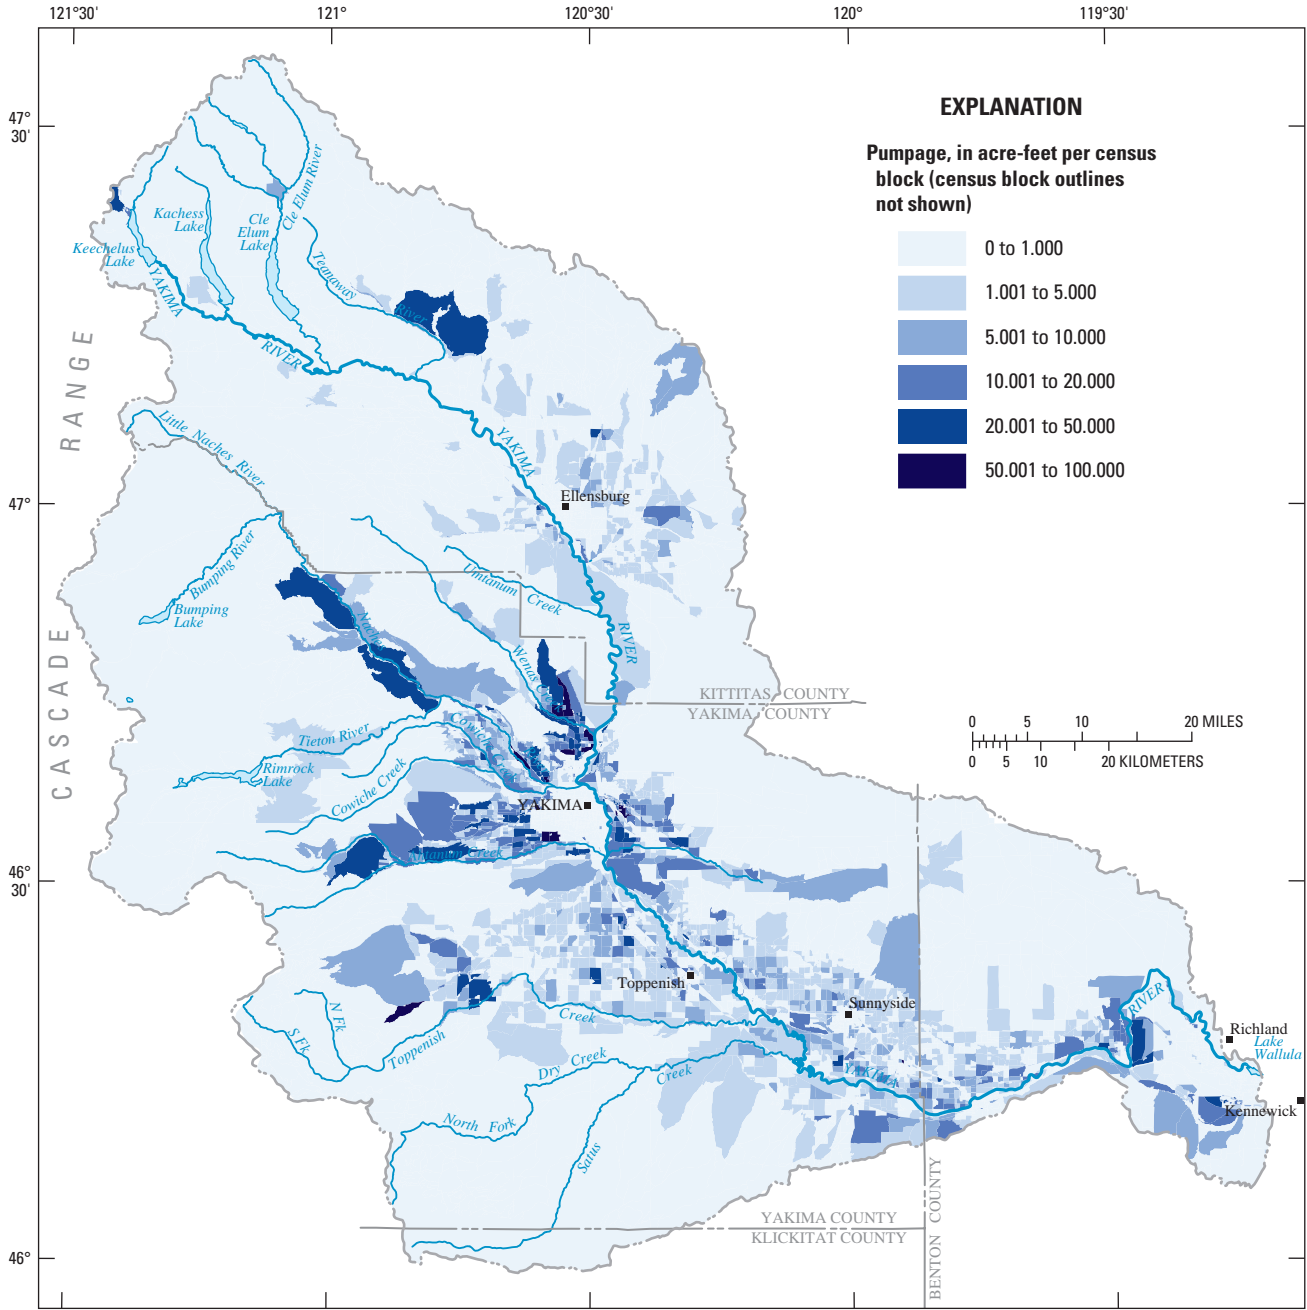 121°30'
121°
120°30'
120°
119°30'
47°
30'
47°
46°
30'
46°
EXPLANATION
Pumpage, in acre-feet per census
block (census block outlines
not shown)
0 to 1.000
1.001 to 5.000
5.001 to 10.000
10.001 to 20.000
20.001 to 50.000
50.001 to 100.000
Cle Elum River
Kachess
Lake
Cle
Elum
Lake
Keechelus
Lake
YAKIMA
RIVER
Teanaway
River
CASCADE
RANGE
Little Naches River
YAKIMA
RIVER
Ellensburg
Bumping River
Bumping
Lake
Umtanum
Creek
Naches
Wenas Creek
KITTITAS COUNTY
YAKIMA COUNTY
0 5 10 20 MILES
0 5 10 20 KILOMETERS
Tieton River
Cowiche
Rimrock
Lake
Cowiche Creek
YAKIMA
Ahtanum Creek
Toppenish
Sunnyside
N Fk
S Fk
Toppenish
Creek
Dry Creek
Creek
North Fork
Satus
YAKIMA
RIVER
Richland
Lake
Wallula
Kennewick
YAKIMA COUNTY
KLICKITAT COUNTY
BENTON COUNTY